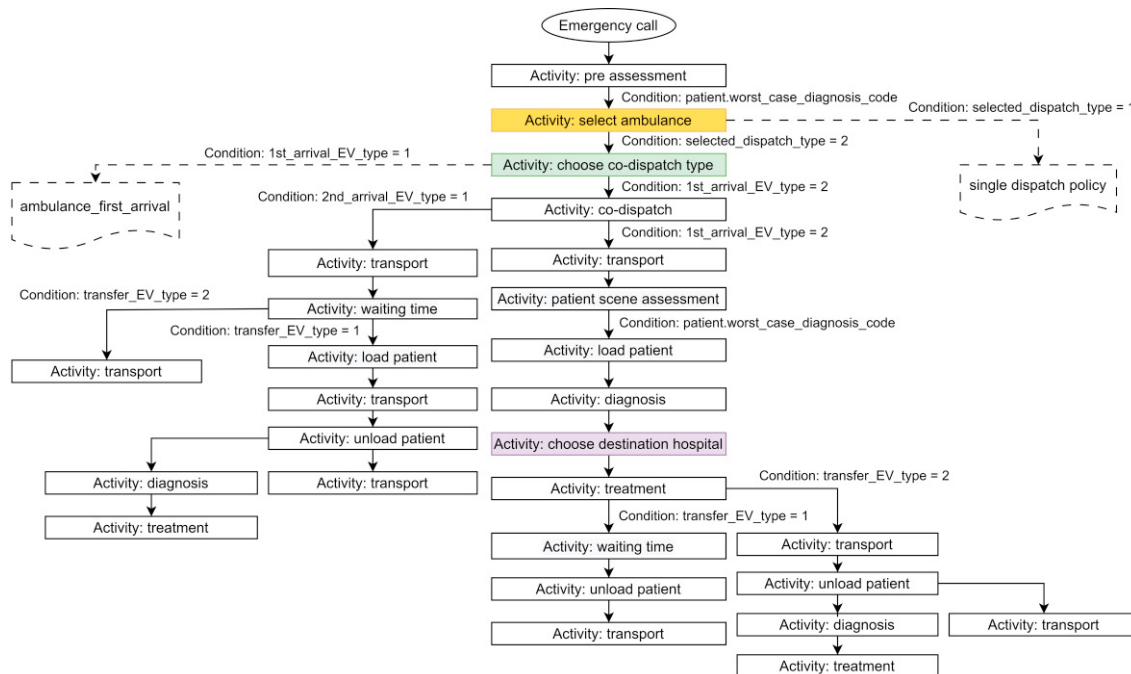 Emergency call
Activity: pre assessment
Condition: patient.worst_case_diagnosis_code
Condition: selected_dispatch_type = 1
Activity: select ambulance
Condition: selected_dispatch_type = 2
Condition: 1st_arrival_EV_type = 1
Activity: choose co-dispatch type
single dispatch policy
Condition: 1st_arrival_EV_type = 2
Condition: 2nd_arrival_EV_type = 1
ambulance_first_arrival
Activity: co-dispatch
Condition: 1st_arrival_EV_type = 2
Activity: transport
Activity: transport
Condition: transfer_EV_type = 2
Activity: waiting time
Activity: patient scene assessment
Condition: transfer_EV_type = 1
Condition: patient.worst_case_diagnosis_code
Activity: load patient
Activity: load patient
Activity: transport
Activity: transport
Activity: diagnosis
Activity: unload patient
Activity: choose destination hospital
Condition: transfer_EV_type = 2
Activity: diagnosis
Activity: transport
Activity: treatment
Condition: transfer_EV_type = 1
Activity: treatment
Activity: waiting time
Activity: transport
Activity: unload patient
Activity: unload patient
Activity: transport
Activity: diagnosis
Activity: transport
Activity: treatment